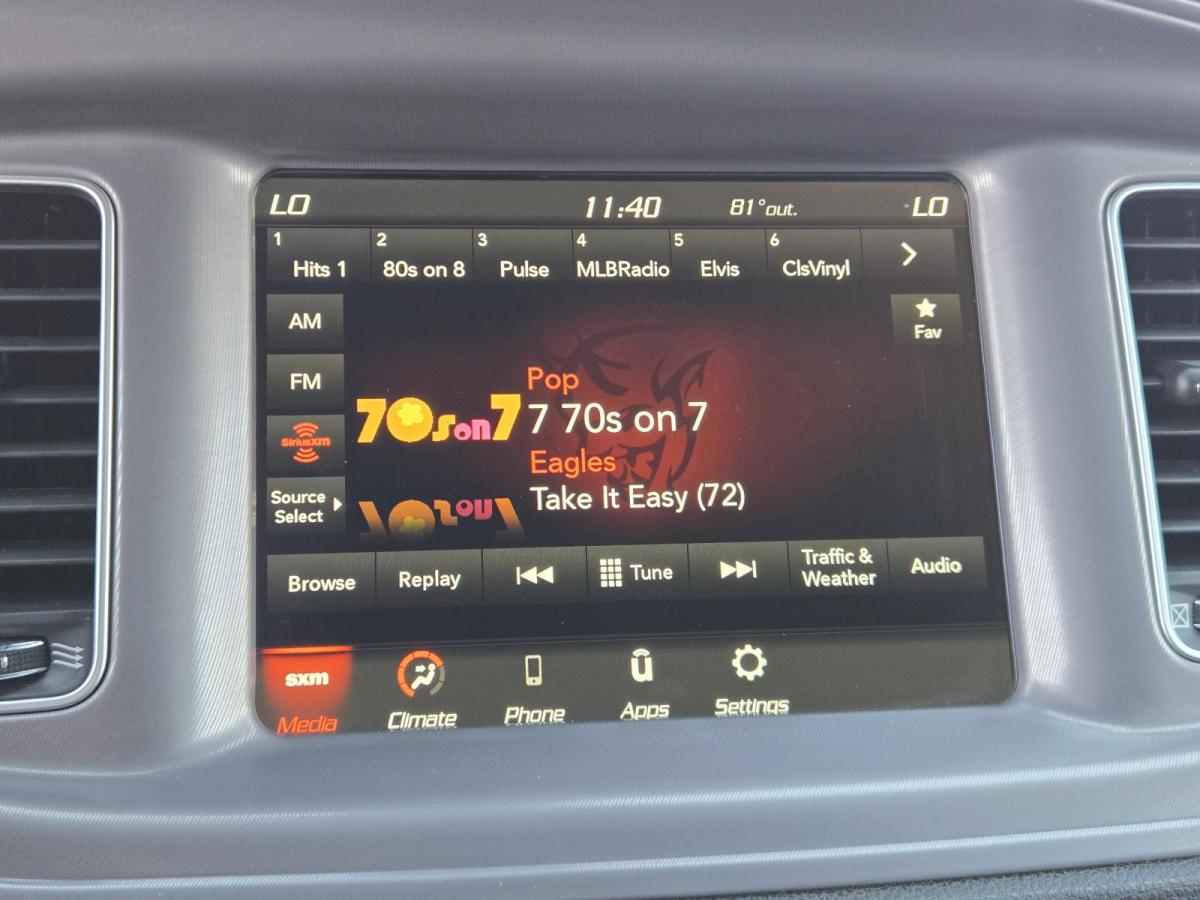 LO 11:40 81°out. LO
1 2 3 4 5 6
Hits 1 80s on 8 Pulse MLBRadio Elvis ClsVinyl
AM
Fav
FM
Pop
70s on 7
7 70s on 7
SiriusXM
Eagles
Take It Easy (72)
Source
Select
Browse Replay Tune Traffic &
Weather Audio
sxm
Media Climate Phone Apps Settings